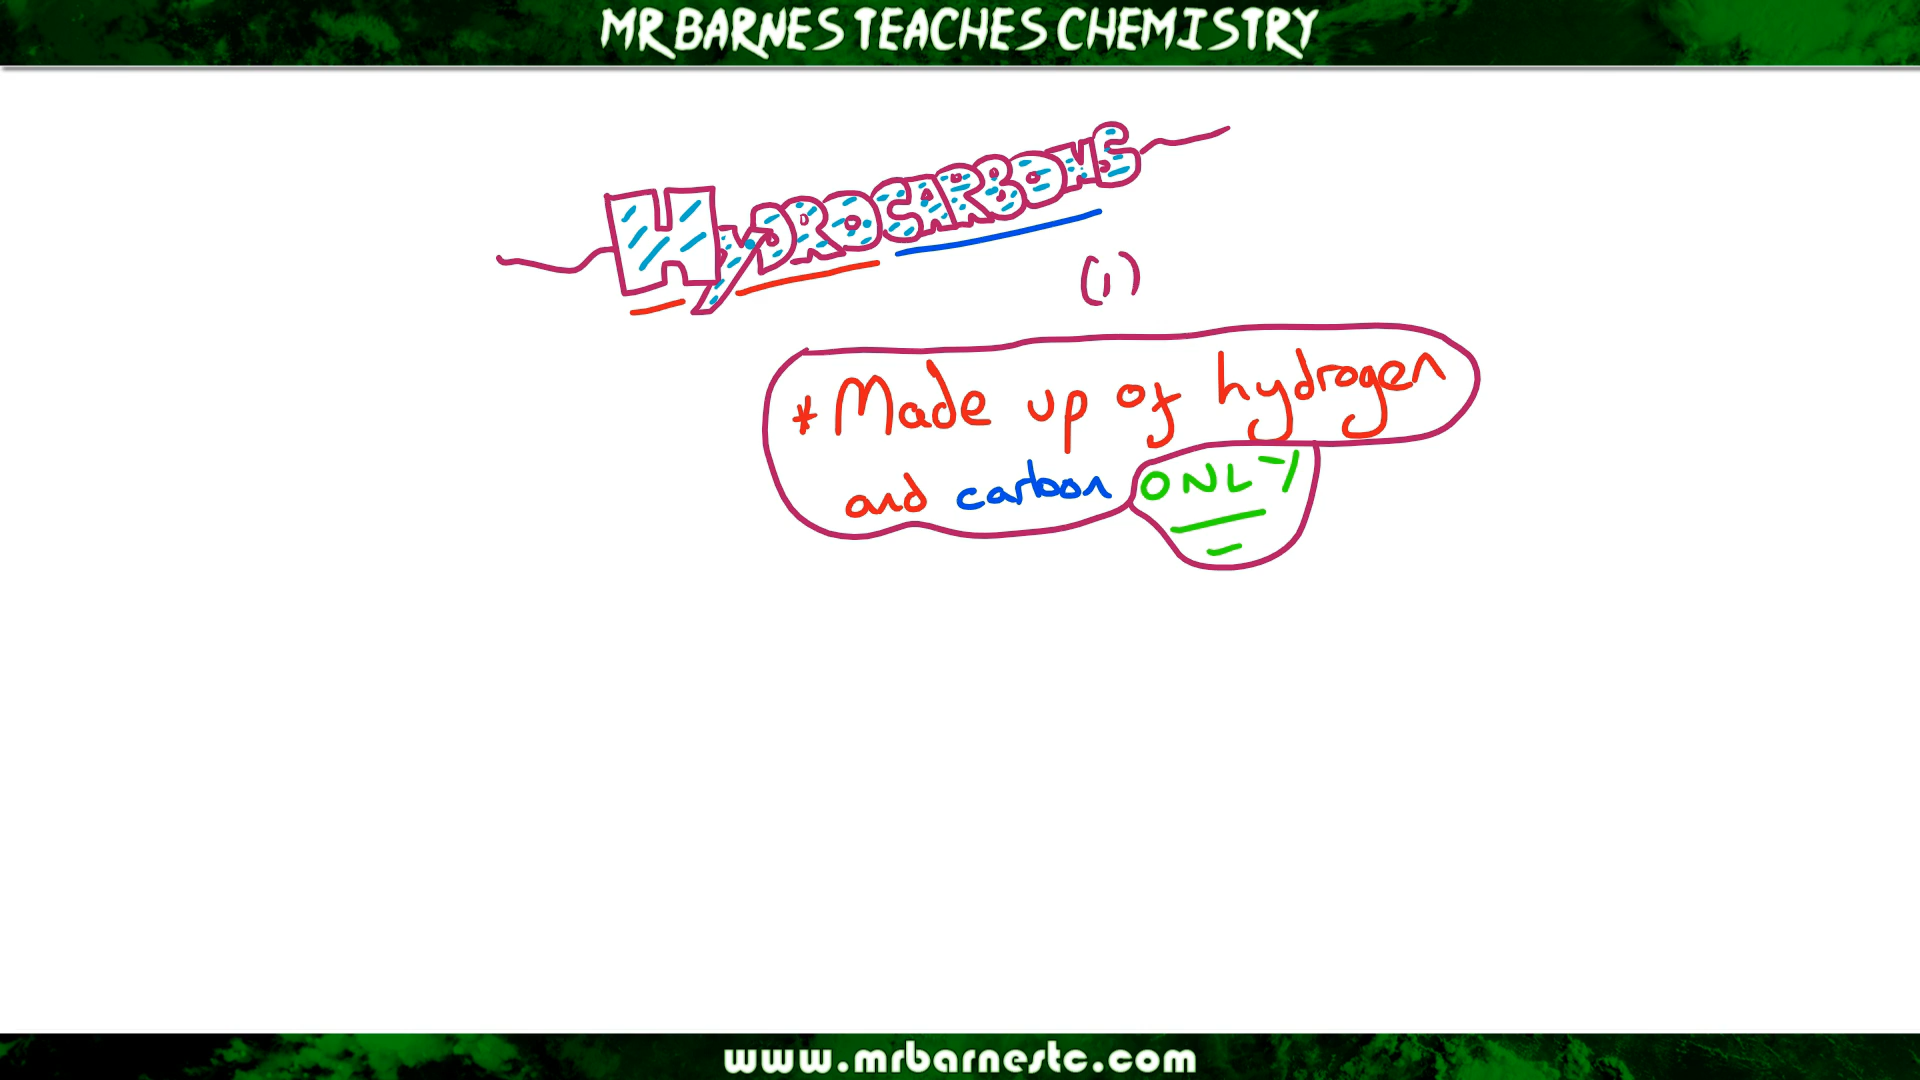 MR BARNES TEACHES CHEMISTRY
HyDROCARBONS
(1)
* Made up of hydrogen
and carbon ONLY
www.mrbarnestc.com